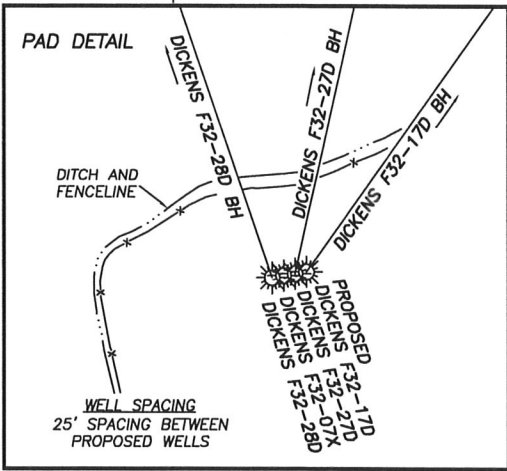 PAD DETAIL
DICKENS F32-28D BH
DICKENS F32-27D BH
DICKENS F32-17D BH
DITCH AND
FENCELINE
PROPOSED
DICKENS F32-17D
DICKENS F32-27D
DICKENS F32-07X
DICKENS F32-28D
WELL SPACING
25' SPACING BETWEEN
PROPOSED WELLS